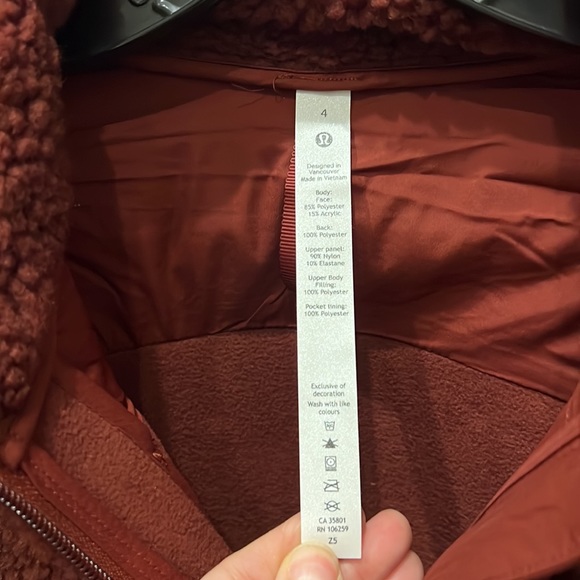 4
Designed in
Vancouver
Made in Vietnam
Body:
Face:
85% Polyester
15% Acrylic
Back:
100% Polyester
Upper panel:
90% Nylon
10% Elastane
Upper Body
Filling:
100% Polyester
Pocket lining:
100% Polyester
Exclusive of
decoration
Wash with like
colours
CA 35801
RN 106259
Z5